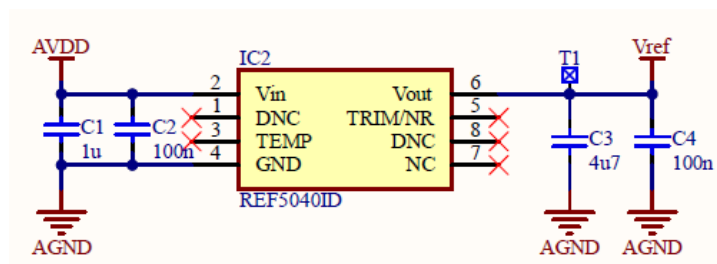 AVDD
IC2
T1
Vref
2 Vin Vout 6
1 DNC TRIM/NR 5
3 TEMP DNC 8
4 GND NC 7
C1
1u
C2
100n
C3
4u7
C4
100n
REF5040ID
AGND
AGND
AGND